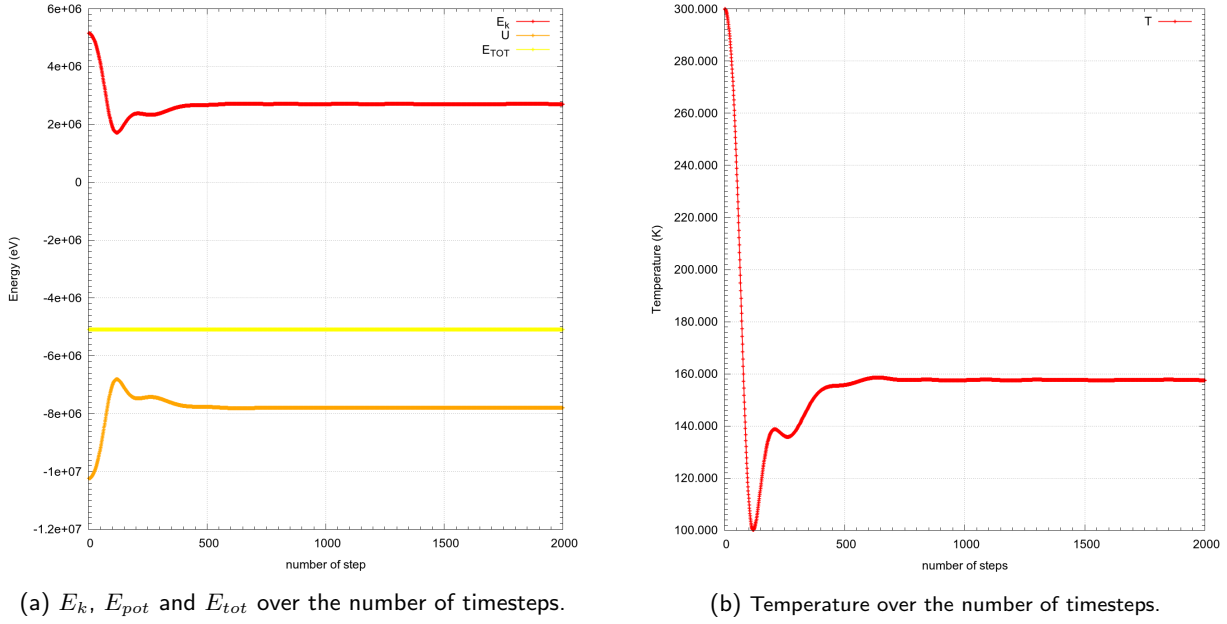 6e+06
4e+06
2e+06
0
-2e+06
-4e+06
-6e+06
-8e+06
-1e+07
-1.2e+07
Energy (eV)
E_k
U
E_TOT
0 500 1000 1500 2000
number of step
(a) E_k, E_pot and E_tot over the number of timesteps.
300.000
280.000
260.000
240.000
220.000
200.000
180.000
160.000
140.000
120.000
100.000
Temperature (K)
T
0 500 1000 1500 2000
number of steps
(b) Temperature over the number of timesteps.